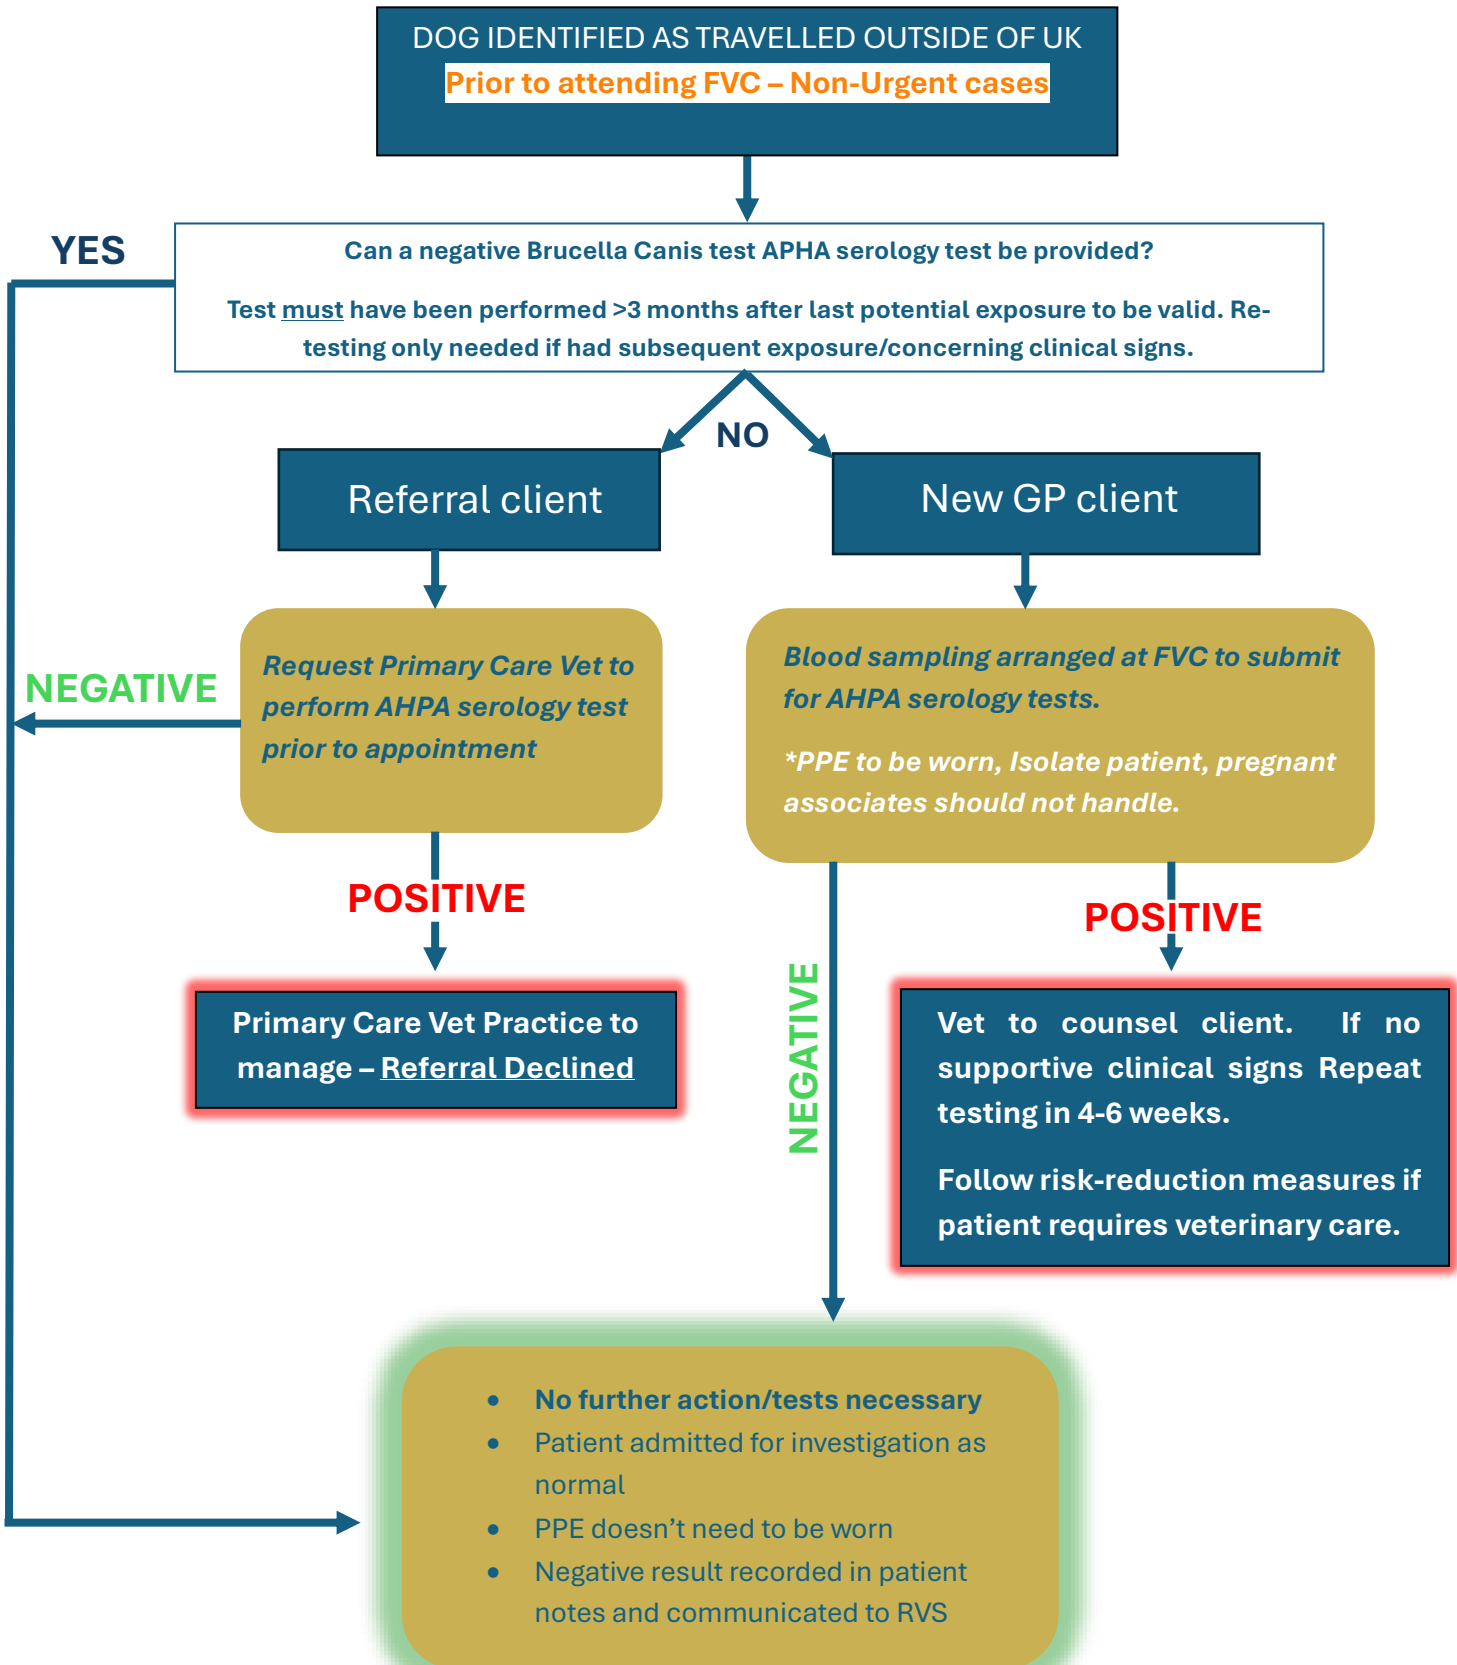 DOG IDENTIFIED AS TRAVELLED OUTSIDE OF UK
Prior to attending FVC – Non-Urgent cases
YES
Can a negative Brucella Canis test APHA serology test be provided?
Test must have been performed >3 months after last potential exposure to be valid. Re-
testing only needed if had subsequent exposure/concerning clinical signs.
NO
Referral client
New GP client
NEGATIVE
Request Primary Care Vet to
perform AHPA serology test
prior to appointment
Blood sampling arranged at FVC to submit
for AHPA serology tests.
*PPE to be worn, Isolate patient, pregnant
associates should not handle.
POSITIVE
POSITIVE
NEGATIVE
Primary Care Vet Practice to
manage – Referral Declined
Vet to counsel client. If no
supportive clinical signs Repeat
testing in 4-6 weeks.
Follow risk-reduction measures if
patient requires veterinary care.
• No further action/tests necessary
• Patient admitted for investigation as
normal
• PPE doesn’t need to be worn
• Negative result recorded in patient
notes and communicated to RVS